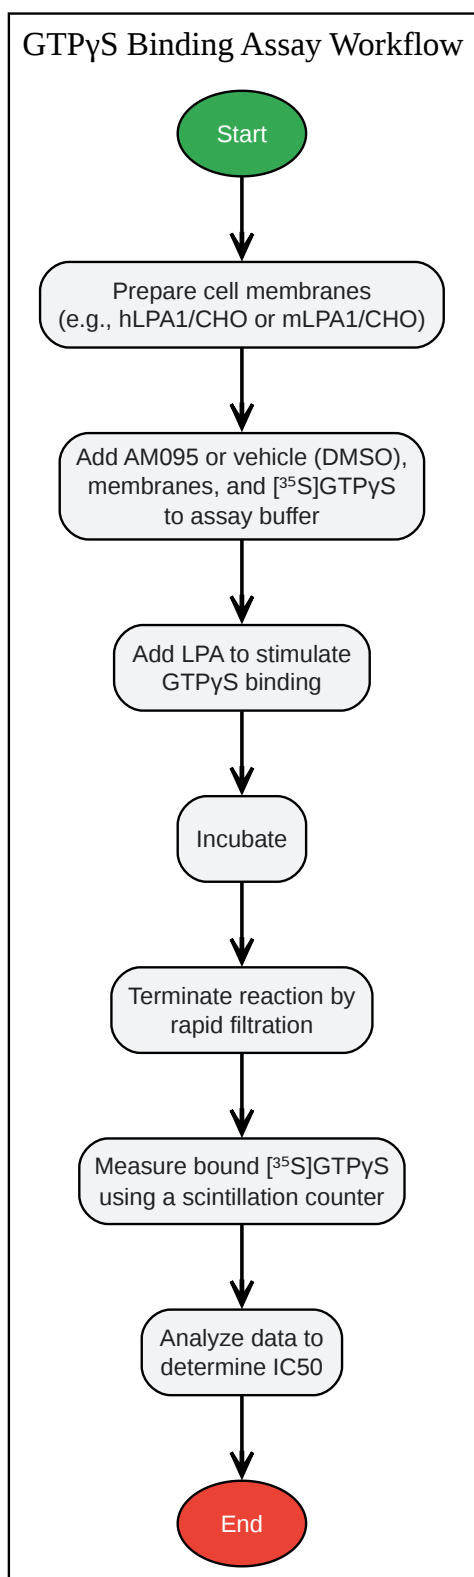 GTPγS Binding Assay Workflow
Start
Prepare cell membranes
(e.g., hLPA1/CHO or mLPA1/CHO)
Add AM095 or vehicle (DMSO),
membranes, and [³⁵S]GTPγS
to assay buffer
Add LPA to stimulate
GTPγS binding
Incubate
Terminate reaction by
rapid filtration
Measure bound [³⁵S]GTPγS
using a scintillation counter
Analyze data to
determine IC50
End